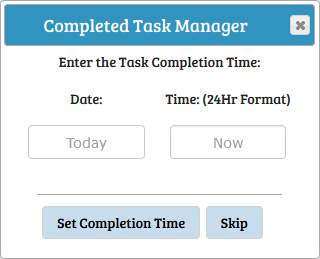 Completed Task Manager
Enter the Task Completion Time:
Date: Time: (24Hr Format)
Today Now
Set Completion Time Skip